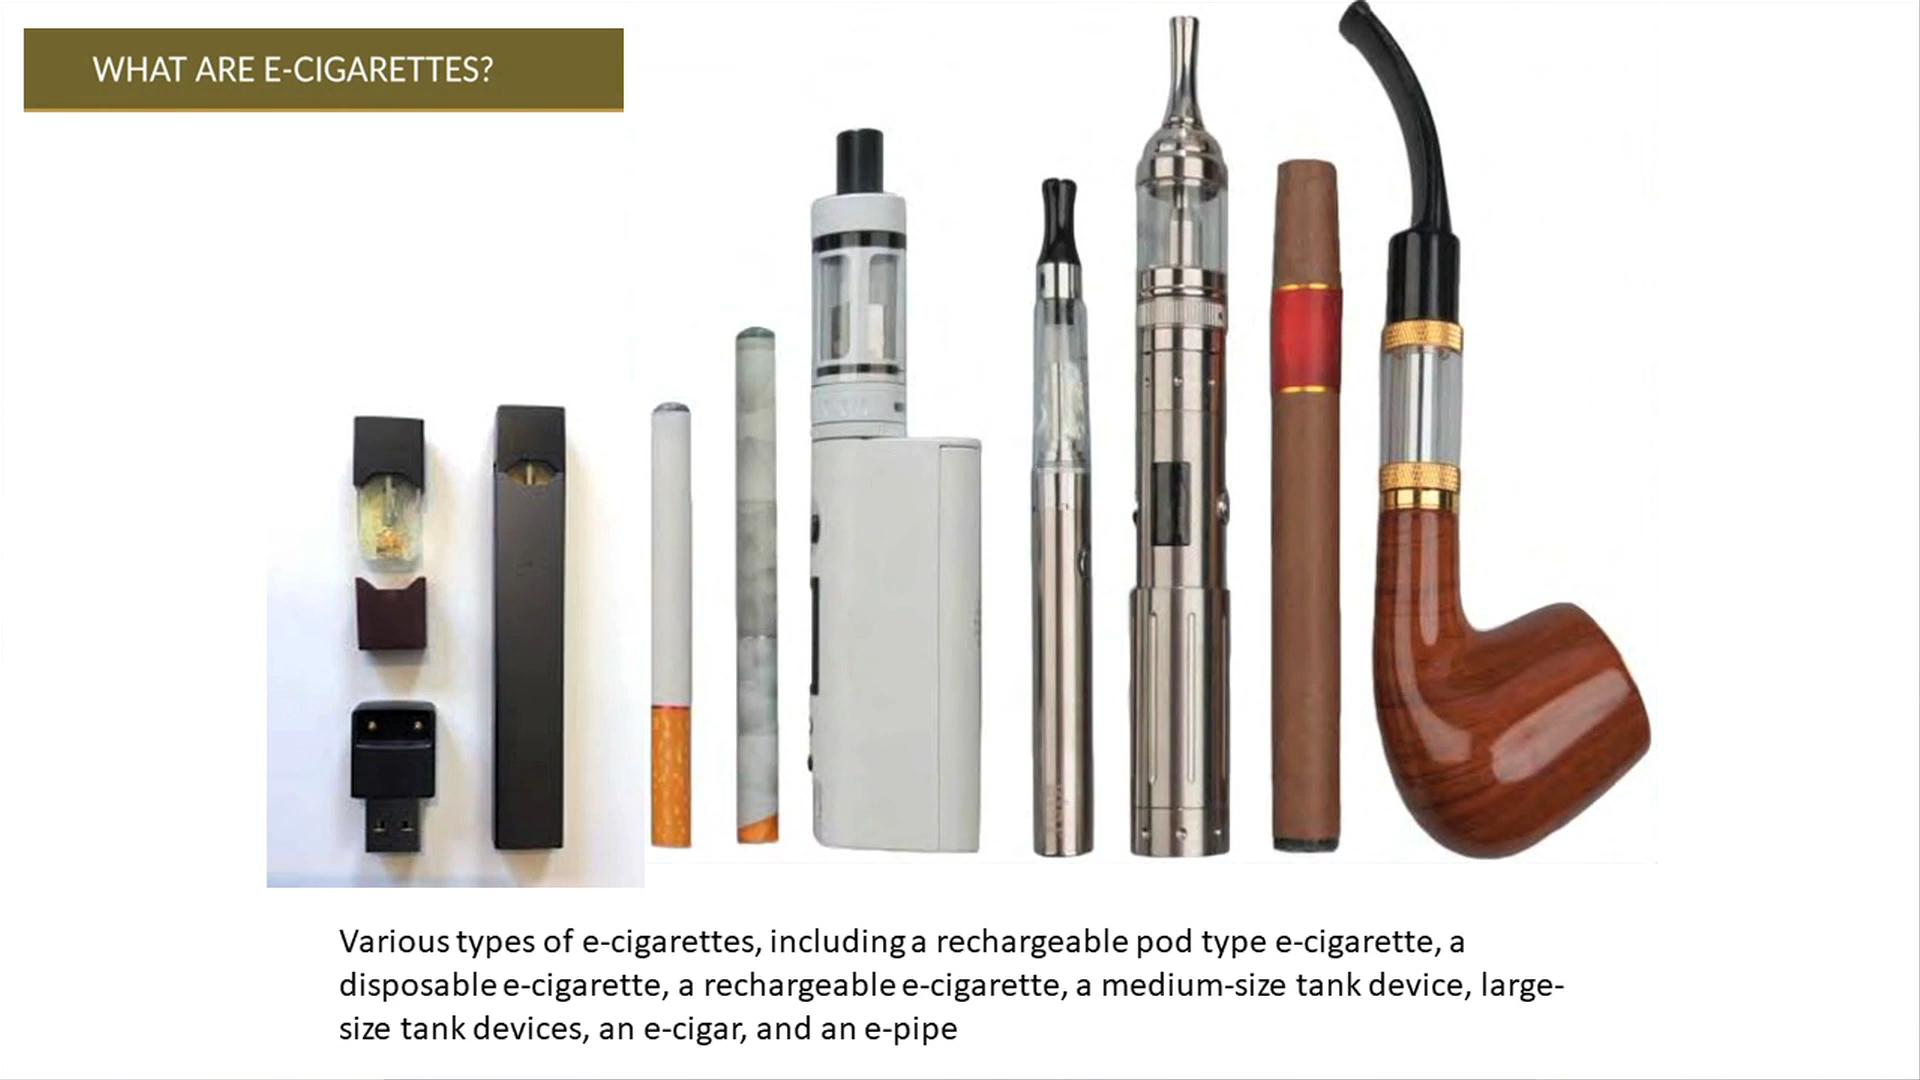 WHAT ARE E-CIGARETTES?
Various types of e-cigarettes, including a rechargeable pod type e-cigarette, a
disposable e-cigarette, a rechargeable e-cigarette, a medium-size tank device, large-
size tank devices, an e-cigar, and an e-pipe